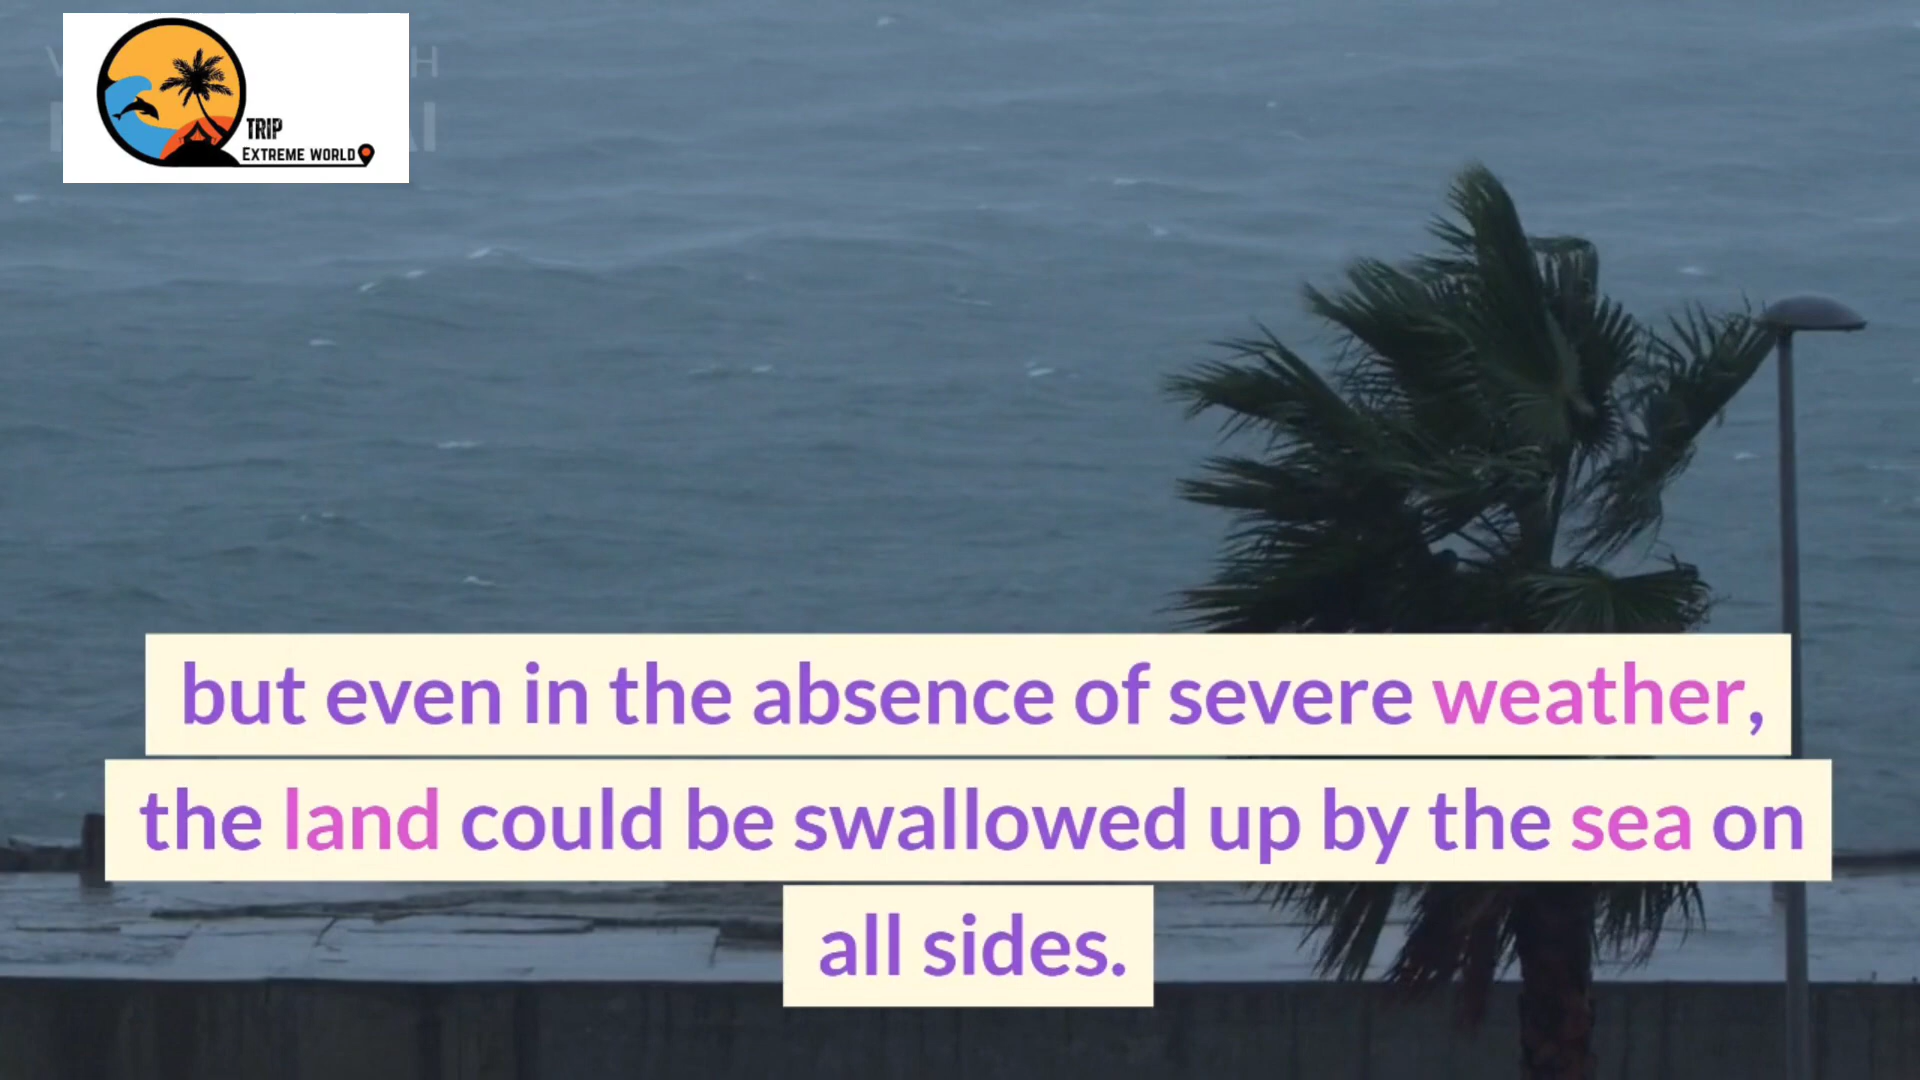 TRIP
EXTREME WORLD
but even in the absence of severe weather,
the land could be swallowed up by the sea on
all sides.